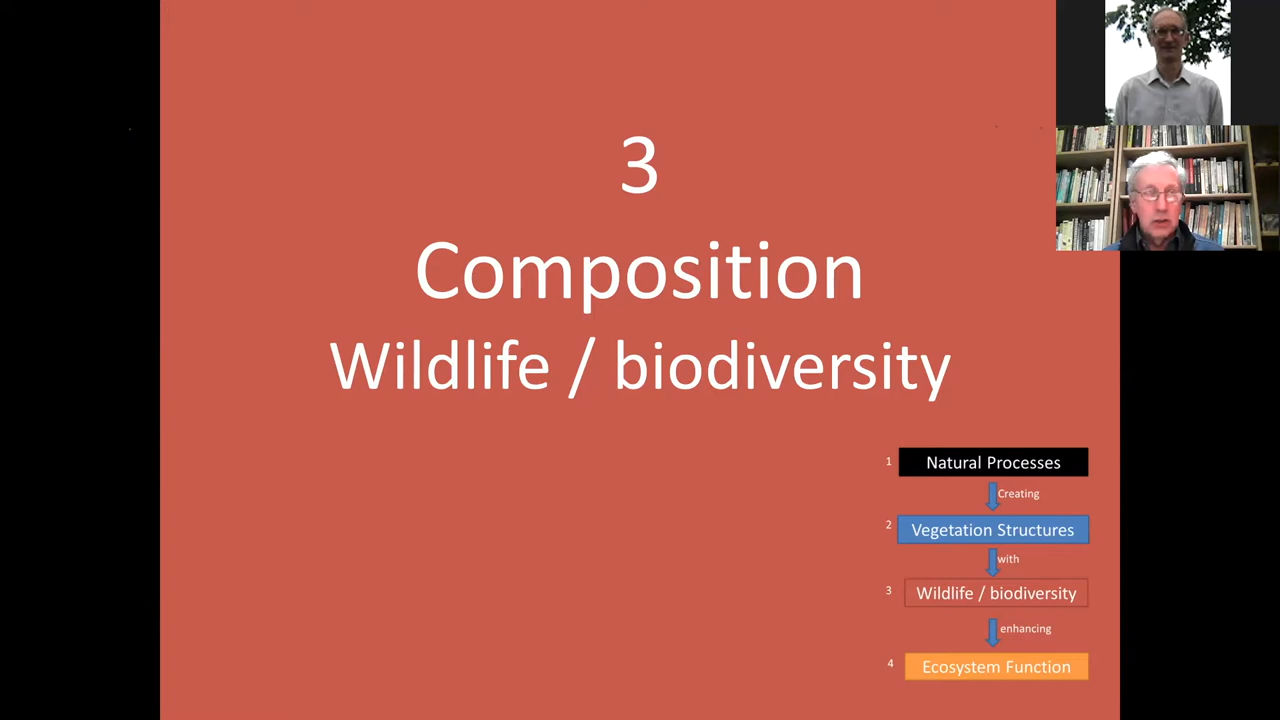 3
Composition
Wildlife / biodiversity
1
Natural Processes
Creating
2
Vegetation Structures
with
3
Wildlife / biodiversity
enhancing
4
Ecosystem Function